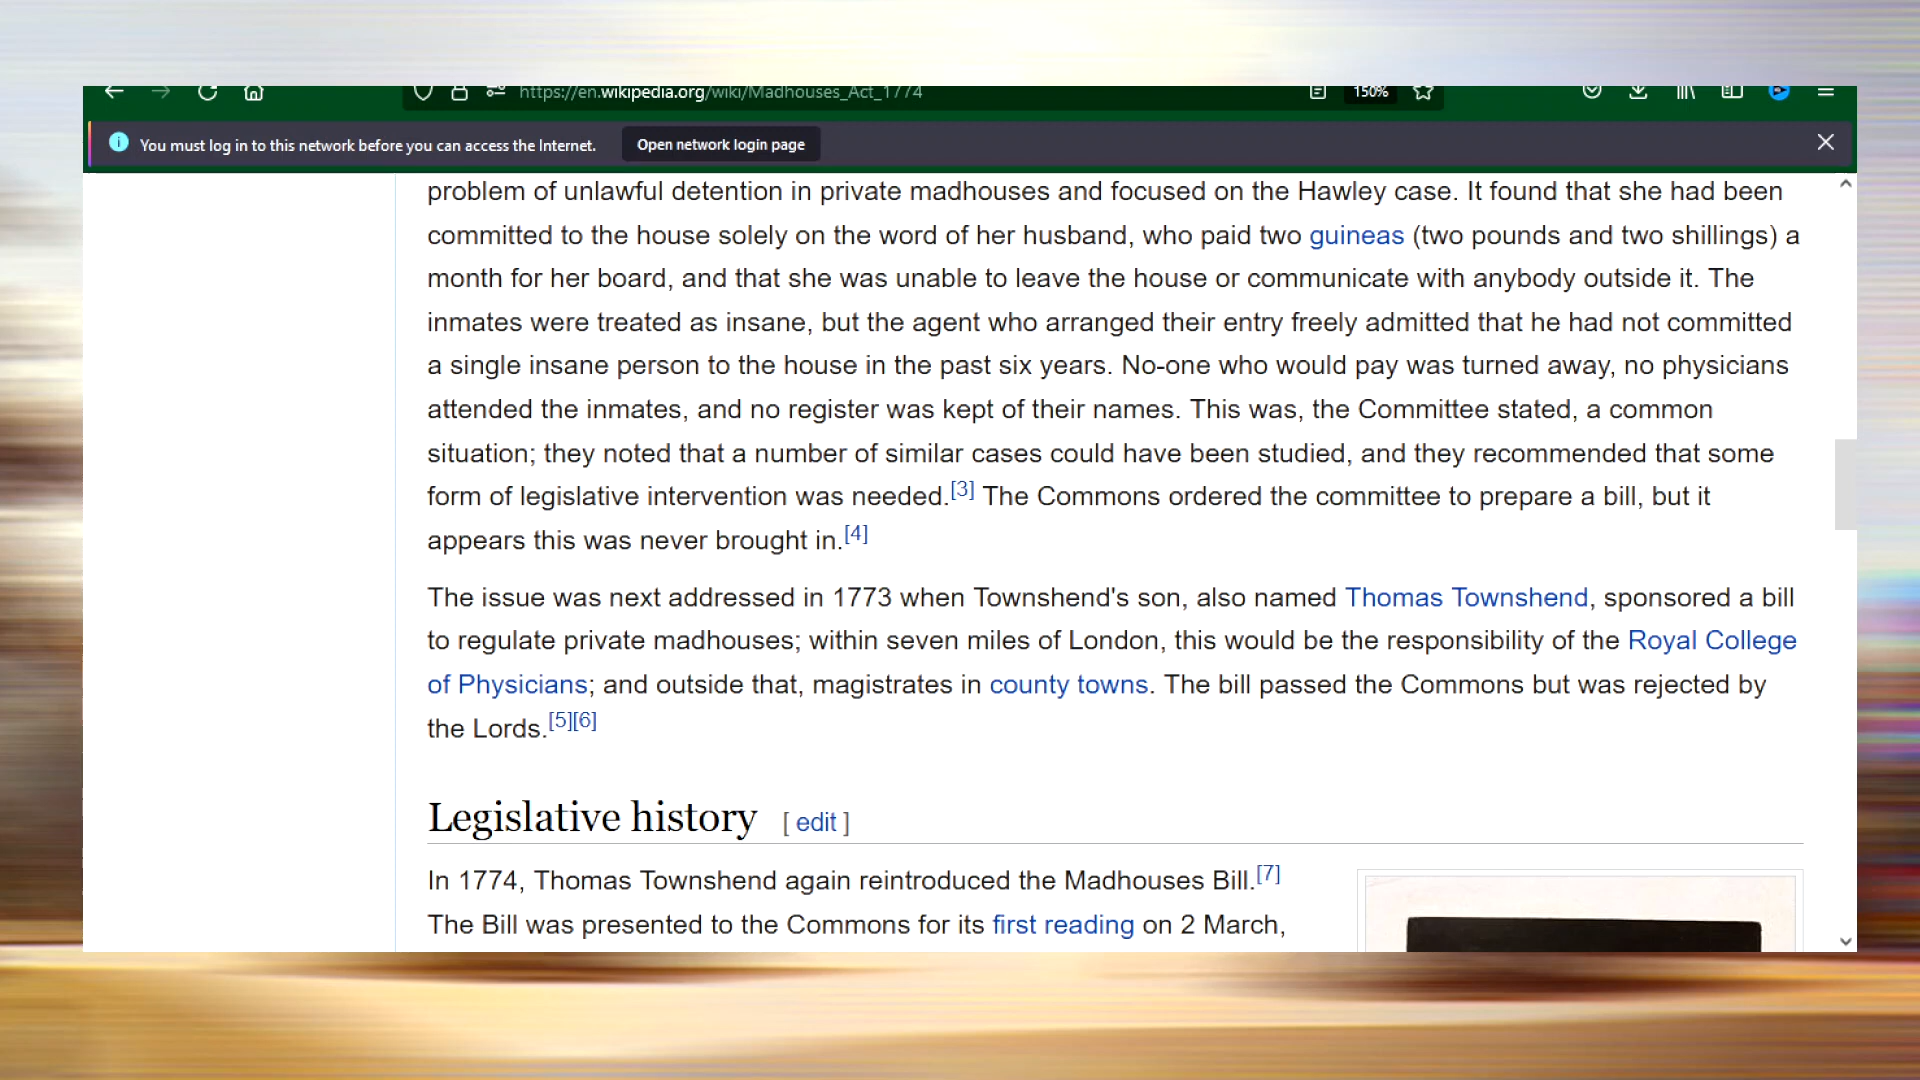 https://en.wikipedia.org/wiki/Madhouses_Act_1774
150%
You must log in to this network before you can access the Internet.
Open network login page
problem of unlawful detention in private madhouses and focused on the Hawley case. It found that she had been
committed to the house solely on the word of her husband, who paid two guineas (two pounds and two shillings) a
month for her board, and that she was unable to leave the house or communicate with anybody outside it. The
inmates were treated as insane, but the agent who arranged their entry freely admitted that he had not committed
a single insane person to the house in the past six years. No-one who would pay was turned away, no physicians
attended the inmates, and no register was kept of their names. This was, the Committee stated, a common
situation; they noted that a number of similar cases could have been studied, and they recommended that some
form of legislative intervention was needed.[3] The Commons ordered the committee to prepare a bill, but it
appears this was never brought in.[4]
The issue was next addressed in 1773 when Townshend's son, also named Thomas Townshend, sponsored a bill
to regulate private madhouses; within seven miles of London, this would be the responsibility of the Royal College
of Physicians; and outside that, magistrates in county towns. The bill passed the Commons but was rejected by
the Lords.[5][6]
Legislative history [ edit ]
In 1774, Thomas Townshend again reintroduced the Madhouses Bill.[7]
The Bill was presented to the Commons for its first reading on 2 March,